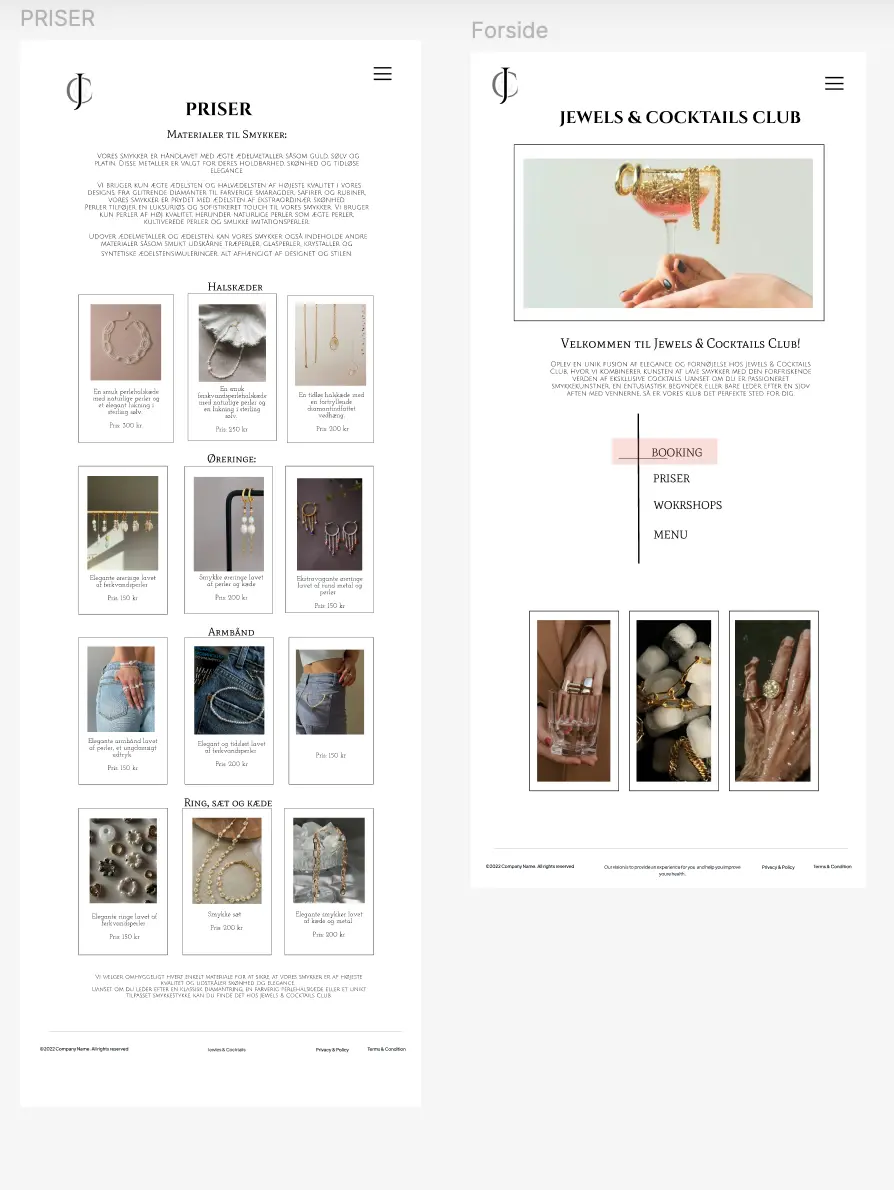 PRISER
PRISER
Materialer til Smykker:
Vores smykker er håndlavet med ægte ædelmetaller såsom guld, sølv og
platin. Disse metaller er valgt for deres holdbarhed, skønhed og tidløse
elegance
Vi bruger kun ægte ædelsten og halvædelsten af højeste kvalitet i vores
designs. Fra glitrende diamanter til farverige smaragder, safirer og rubiner,
vores smykker er prydet med ædelsten af ekstraordinær skønhed
Perler tilføjer en luksuriøs og sofistikeret touch til vores smykker. Vi bruger
kun perler af høj kvalitet, herunder naturlige perler som ægte perler,
kultiverede perler og smukke imitationsperler.
Udover ædelmetaller og ædelsten, kan vores smykker også indeholde andre
materialer såsom smukt udskårne træperler, glasperler, krystaller og
syntetiske ædelstensimuleringer, alt afhængigt af designet og stilen.
Halskæder
En smuk perlehalskæde
med naturlige perler og
et elegant lukning i
sterling sølv.
Pris: 300 kr
En smuk
ferskvandsperlehalskæde
med naturlige perler og
en lukning i sterling
sølv.
Pris: 250 kr
En tidløs halskæde med
en fortryllende
diamantindfattet
vedhæng.
Pris: 200 kr
Øreringe:
Elegante øreringe lavet
af ferkvandsperler
Pris: 150 kr
Smykke øreringe lavet
af perler og kæde
Pris: 200 kr
Ekstravagante øreringe
lavet af rund metal og
perler
Pris: 150 kr
Armbånd
Elegante armbånd lavet
af perler, et ungdomsigt
udtryk
Pris: 150 kr
Elegant og tidsløst lavet
af ferkvandsperler
Pris: 200 kr
Pris: 150 kr
Ring, sæt og kæde
Elegante ringe lavet af
ferkvandsperler
Pris: 150 kr
Smykke sæt
Pris: 200 kr
Elegante smykker lavet
af kæde og metal
Pris: 200 kr
Vi vælger omhyggeligt hvert enkelt materiale for at sikre, at vores smykker er af højeste
kvalitet og udstråler skønhed og elegance.
Uanset om du leder efter en klassisk diamantring, en farverig perlehalskæde eller et unikt
tilpasset smykkestykke kan du finde det hos Jewels & Cocktails Club
©2022 Company Name. All rights reserved
Jewles & Cocktails
Privacy & Policy
Terms & Condition
Forside
JEWELS & COCKTAILS CLUB
Velkommen til Jewels & Cocktails Club!
Oplev en unik fusion af elegance og fornøjelse hos Jewels & Cocktails
Club, hvor vi kombinerer kunsten at lave smykker med den forfriskende
verden af eksklusive cocktails. Uanset om du er passioneret
smykkekunstner, en entusiastisk begynder eller bare leder efter en sjov
aften med vennerne, så er vores klub det perfekte sted for dig.
BOOKING
PRISER
WOKRSHOPS
MENU
©2022 Company Name. All rights reserved
Our vision is to provide an experience for you and help you improve
youre health.
Privacy & Policy
Terms & Condition